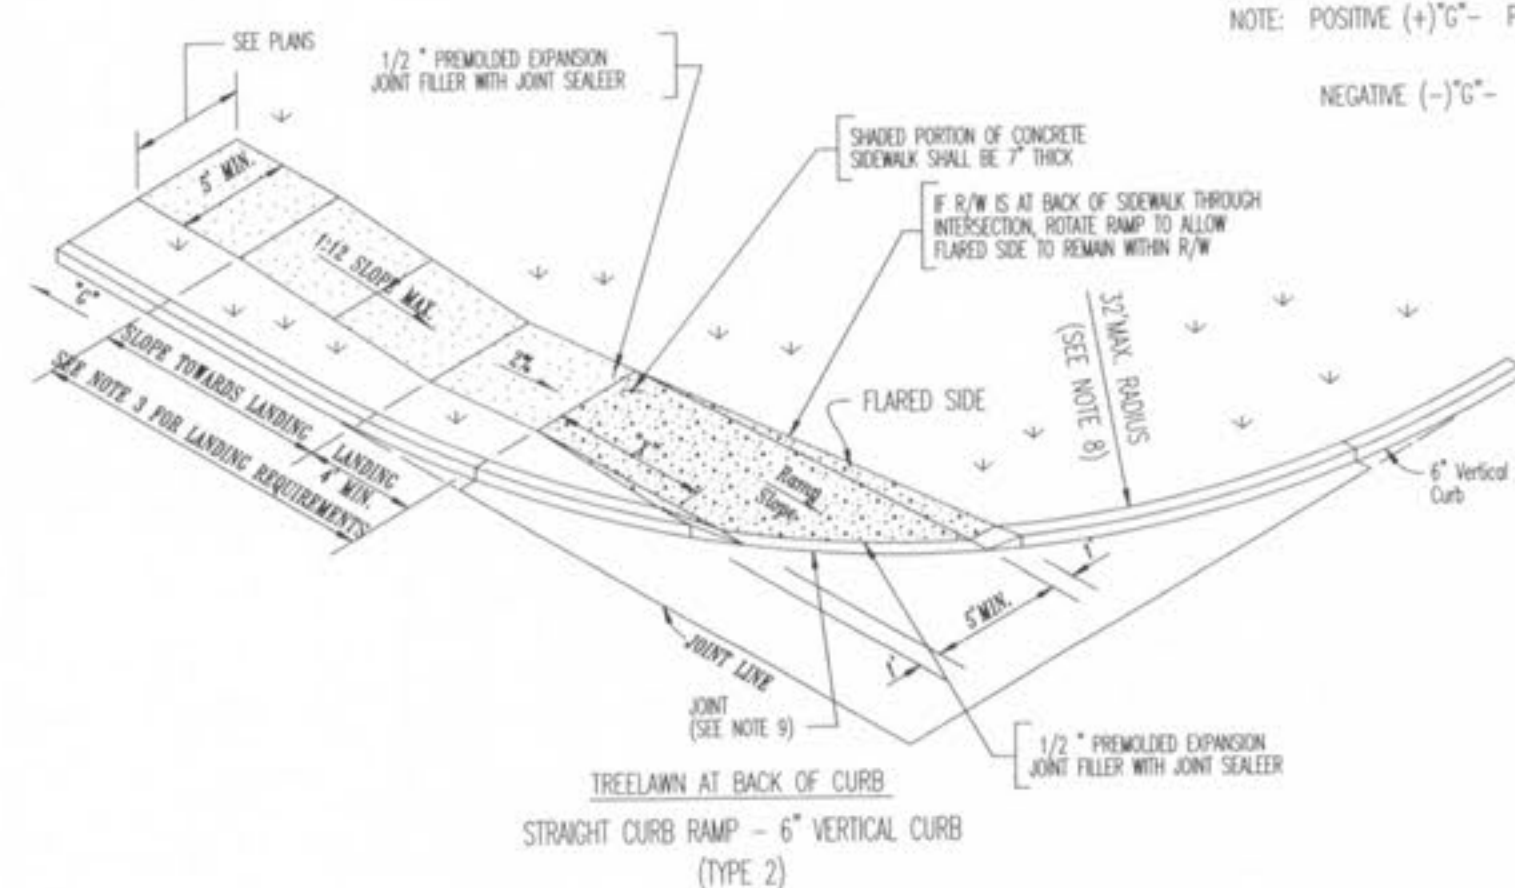 NOTE: POSITIVE (+)"G"-
NEGATIVE (-)"G"-
SEE PLANS
1/2 " PREMOLDED EXPANSION
JOINT FILLER WITH JOINT SEALEER
SHADED PORTION OF CONCRETE
SIDEWALK SHALL BE 7" THICK
IF R/W IS AT BACK OF SIDEWALK THROUGH
INTERSECTION, ROTATE RAMP TO ALLOW
FLARED SIDE TO REMAIN WITHIN R/W
5' MIN.
1:12 SLOPE MAX.
"G"
SLOPE TOWARDS LANDING
SEE NOTE 3 FOR LANDING REQUIREMENTS
LANDING
4' MIN.
2%
"X"
Ramp
Slope
FLARED SIDE
32'MAX. RADIUS
(SEE NOTE 8)
6" Vertical
Curb
1'
5'MIN.
1'
JOINT LINE
JOINT
(SEE NOTE 9)
1/2 " PREMOLDED EXPANSION
JOINT FILLER WITH JOINT SEALEER
TREELAWN AT BACK OF CURB
STRAIGHT CURB RAMP - 6" VERTICAL CURB
(TYPE 2)